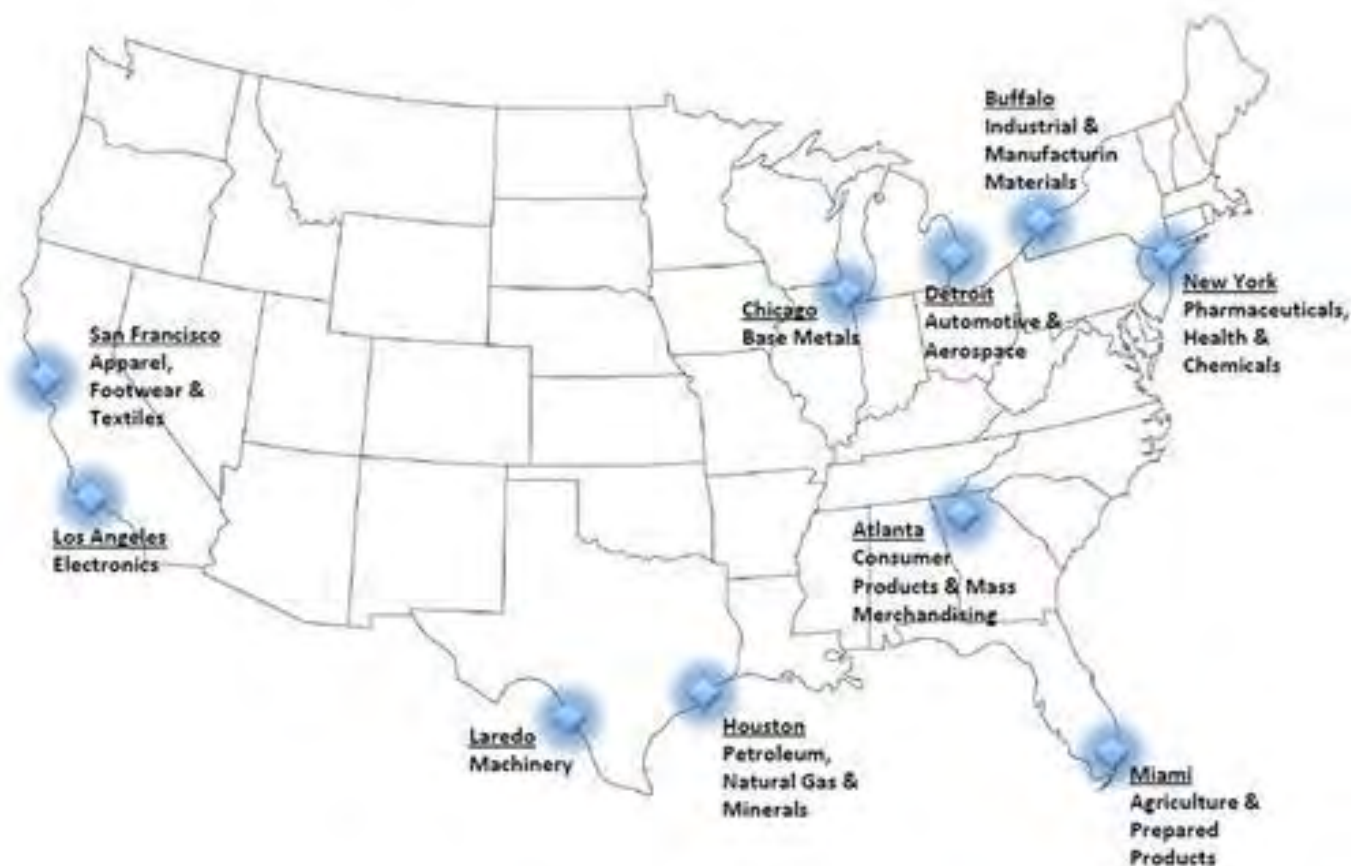 Buffalo
Industrial &
Manufacturin
Materials
New York
Pharmaceuticals,
Health &
Chemicals
Detroit
Automotive &
Aerospace
Chicago
Base Metals
San Francisco
Apparel,
Footwear &
Textiles
Los Angeles
Electronics
Atlanta
Consumer
Products & Mass
Merchandising
Laredo
Machinery
Houston
Petroleum,
Natural Gas &
Minerals
Miami
Agriculture &
Prepared
Products